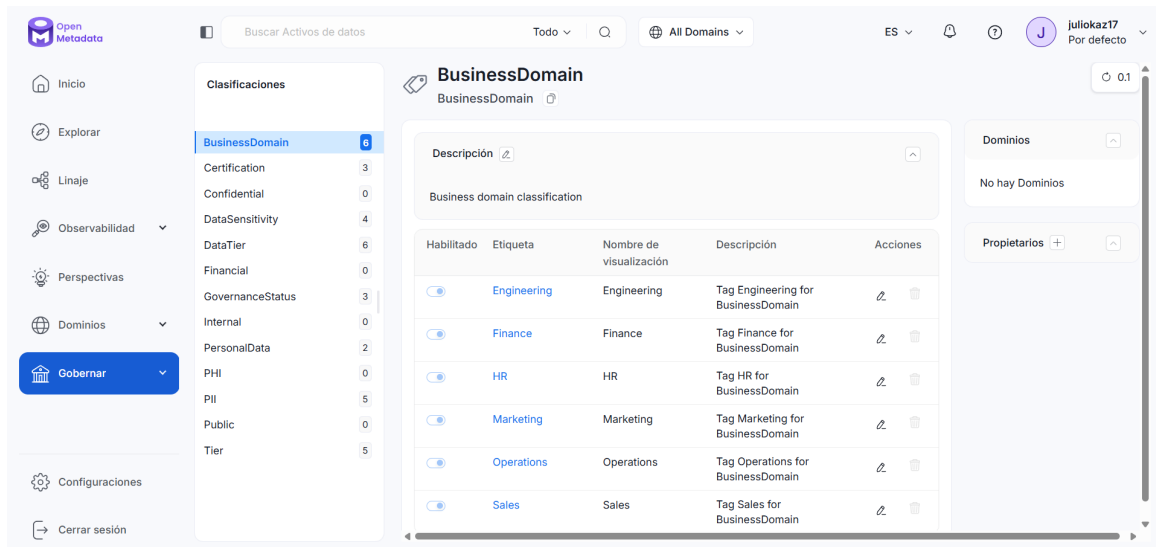 Open
Metadata
Buscar Activos de datos
Todo
All Domains
ES
J
juliokaz17
Por defecto
Inicio
Explorar
Linaje
Observabilidad
Perspectivas
Dominios
Gobernar
Configuraciones
Cerrar sesión
Clasificaciones
BusinessDomain 6
Certification 3
Confidential 0
DataSensitivity 4
DataTier 6
Financial 0
GovernanceStatus 3
Internal 0
PersonalData 2
PHI 0
PII 5
Public 0
Tier 5
BusinessDomain
BusinessDomain
0.1
Descripción
Business domain classification
Habilitado Etiqueta Nombre de visualización Descripción Acciones
Engineering Engineering Tag Engineering for
BusinessDomain
Finance Finance Tag Finance for
BusinessDomain
HR HR Tag HR for
BusinessDomain
Marketing Marketing Tag Marketing for
BusinessDomain
Operations Operations Tag Operations for
BusinessDomain
Sales Sales Tag Sales for
BusinessDomain
Dominios
No hay Dominios
Propietarios